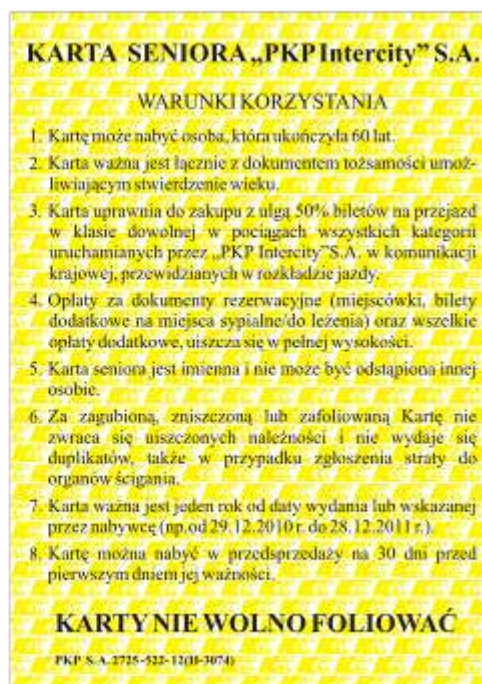 KARTA SENIORA „PKP Intercity” S.A.
WARUNKI KORZYSTANIA
1. Kartę może nabyć osoba, która ukończyła 60 lat.
2. Karta ważna jest łącznie z dokumentem tożsamości umoż-
liwiającym stwierdzenie wieku.
3. Karta uprawnia do zakupu z ulgą 50% biletów na przejazd
w klasie dowolnej w pociągach wszystkich kategorii
uruchamianych przez „PKP Intercity”S.A. w komunikacji
krajowej, przewidzianych w rozkładzie jazdy.
4. Opłaty za dokumenty rezerwacyjne (miejscówki, bilety
dodatkowe na miejsca sypialne/do leżenia) oraz wszelkie
opłaty dodatkowe, uiszcza się w pełnej wysokości.
5. Karta seniora jest imienna i nie może być odstąpiona innej
osobie.
6. Za zagubioną, zniszczoną lub zafoliowaną Kartę nie
zwraca się uiszczonych należności i nie wydaje się
duplikatów, także w przypadku zgłoszenia straty do
organów ścigania.
7. Karta ważna jest jeden rok od daty wydania lub wskazanej
przez nabywcę (np.od 29.12.2010 r. do 28.12.2011 r.).
8. Kartę można nabyć w przedsprzedaży na 30 dni przed
pierwszym dniem jej ważności.
KARTY NIE WOLNO FOLIOWAĆ
PKP S.A. 2725-522-12(H-3074)